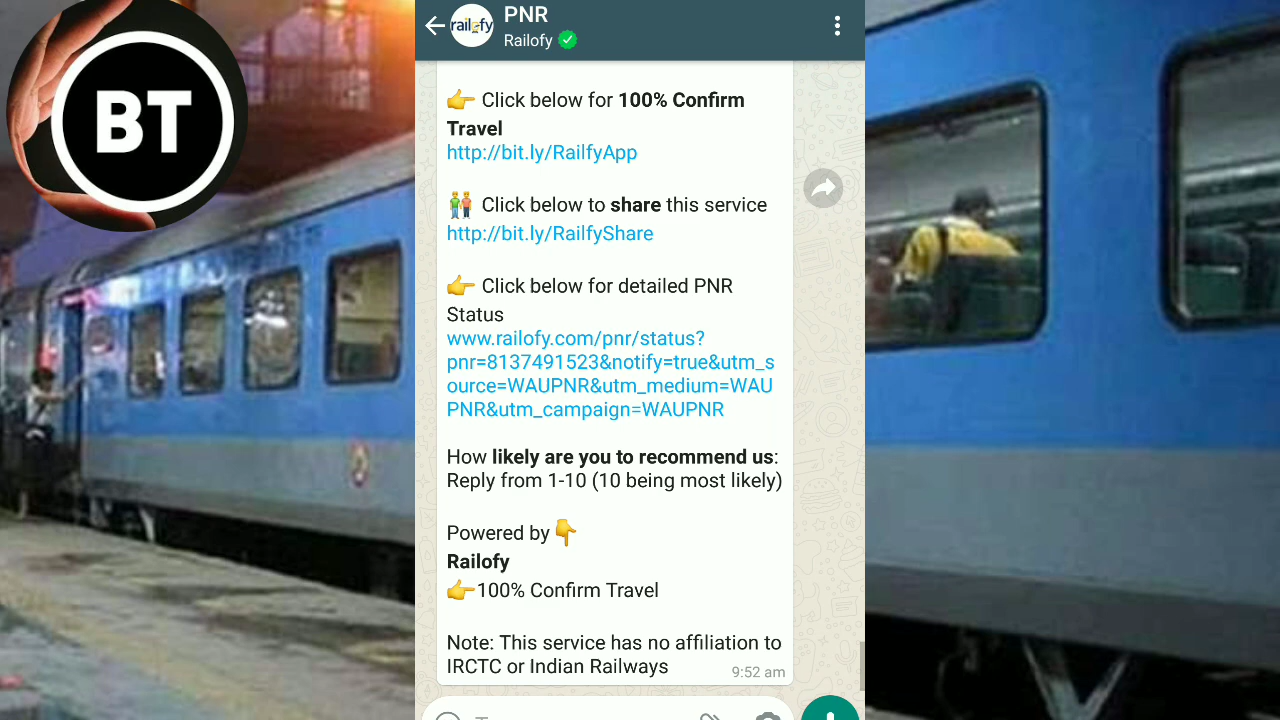 BT
railofy
PNR
Railofy
👉 Click below for 100% Confirm
Travel
http://bit.ly/RailfyApp
👬 Click below to share this service
http://bit.ly/RailfyShare
👉 Click below for detailed PNR
Status
www.railofy.com/pnr/status?
pnr=8137491523&notify=true&utm_s
ource=WAUPNR&utm_medium=WAU
PNR&utm_campaign=WAUPNR
How likely are you to recommend us:
Reply from 1-10 (10 being most likely)
Powered by 👇
Railofy
👉100% Confirm Travel
Note: This service has no affiliation to
IRCTC or Indian Railways
9:52 am